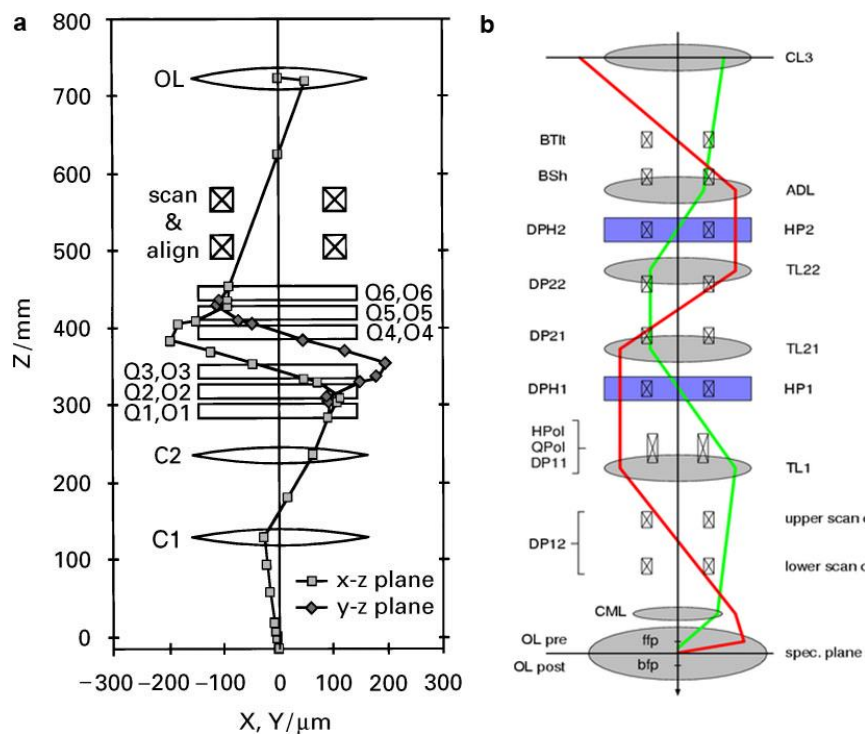 a
800
700
600
500
400
300
200
100
0
Z/mm
OL
scan
&
align
Q6,O6
Q5,O5
Q4,O4
Q3,O3
Q2,O2
Q1,O1
C2
C1
x-z plane
y-z plane
−300 −200 −100 0 100 200 300
X, Y/μm
b
CL3
BTlt
BSh
ADL
DPH2
HP2
TL22
DP22
DP21
TL21
DPH1
HP1
HPol
QPol
DP11
TL1
DP12
upper scan c
lower scan c
CML
OL pre
ffp
spec. plane
OL post
bfp